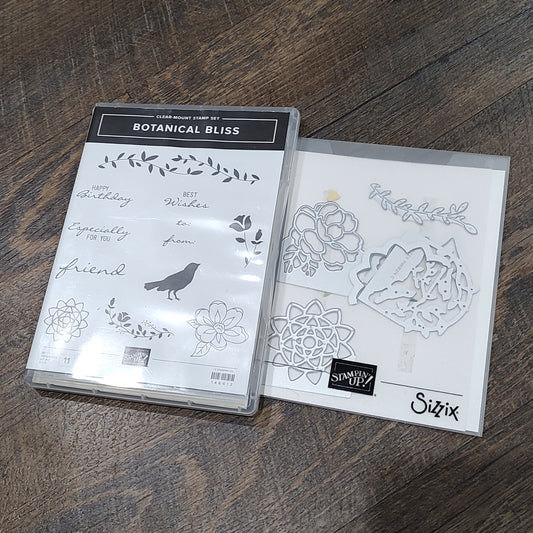 CLEAR-MOUNT STAMP SET
BOTANICAL BLISS
HAPPY
Birthday
BEST
Wishes
Especially
FOR YOU
to:
from:
friend
11
STAMPIN' UP!
Sizzix